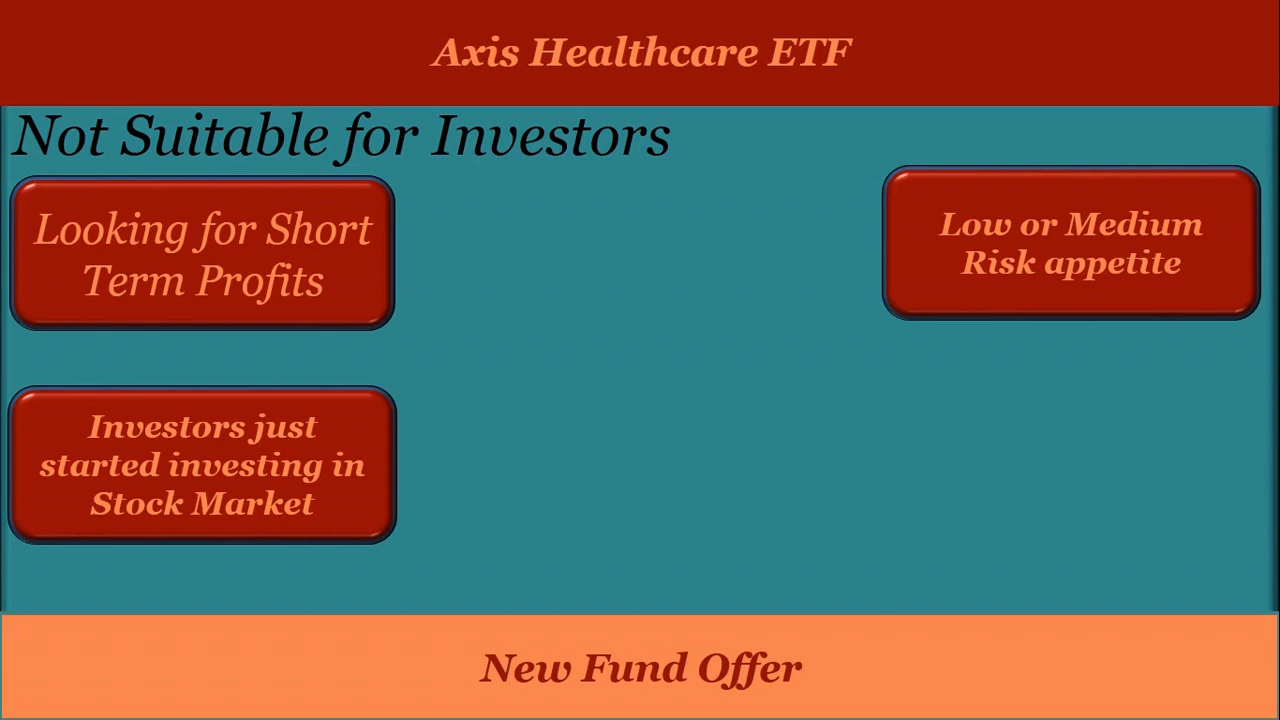 Axis Healthcare ETF
Not Suitable for Investors
Looking for Short
Term Profits
Low or Medium
Risk appetite
Investors just
started investing in
Stock Market
New Fund Offer